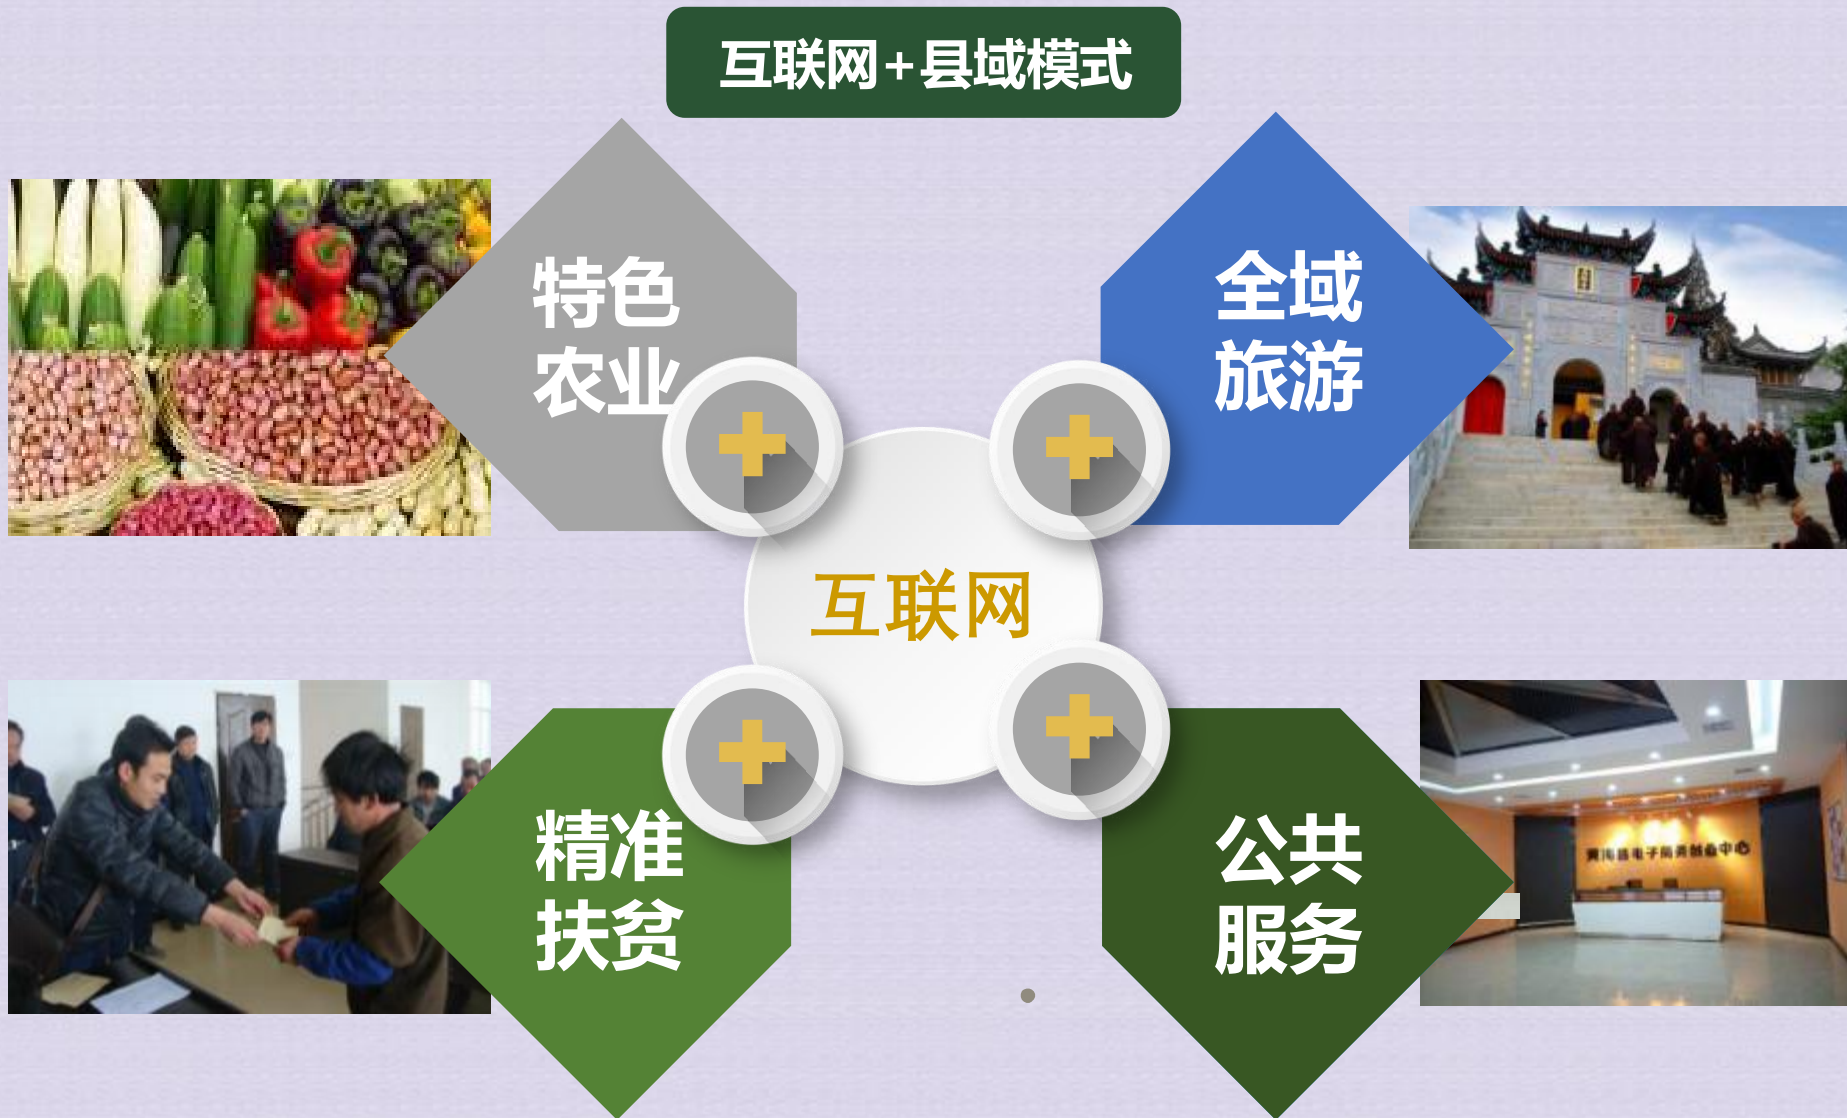 互联网+县域模式
特色
农业
全域
旅游
互联网
精准
扶贫
公共
服务